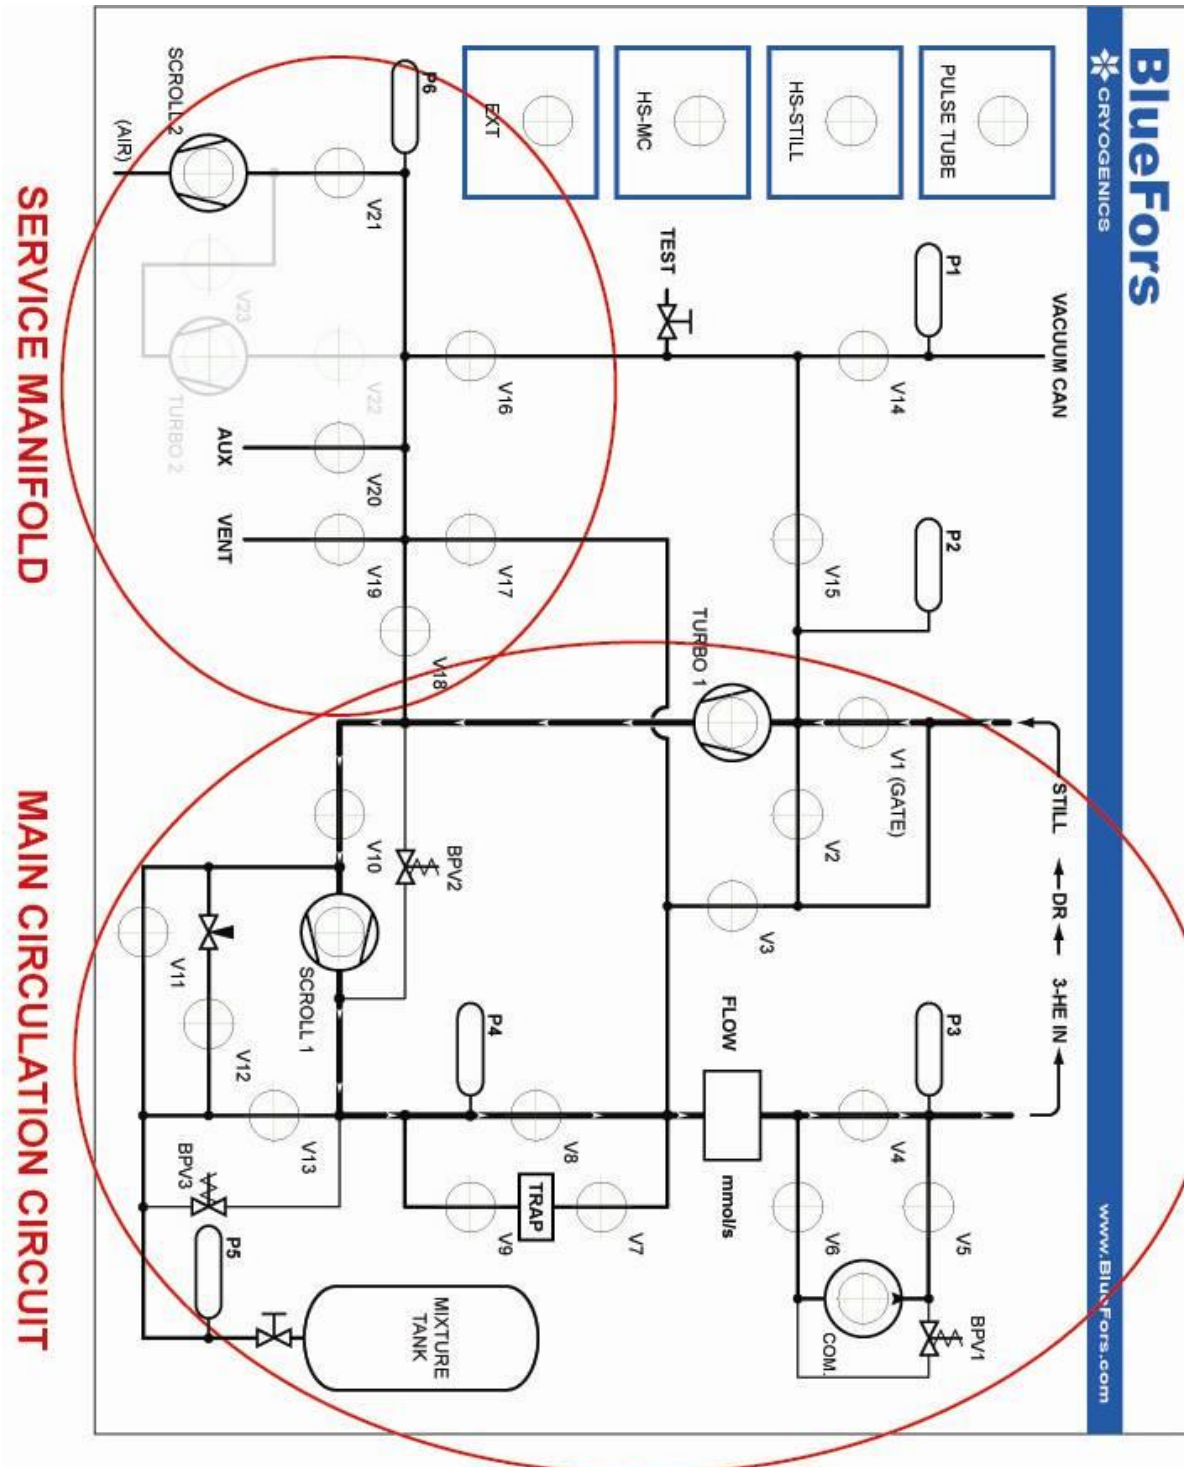 BlueFors
CRYOGENICS
www.BlueFors.com
PULSE TUBE
HS-STILL
HS-MC
EXT
VACUUM CAN
STILL
DR
3-HE IN
P1
P2
P3
V14
V1 (GATE)
V4
V5
BPV1
V15
V2
V6
COM.
TEST
TURBO 1
V3
FLOW
mmol/s
P6
V16
V17
P4
V8
V7
TRAP
V9
V18
BPV2
MIXTURE
TANK
SCROLL 2
(AIR)
V21
V22
V23
TURBO 2
AUX
V20
VENT
V19
V10
SCROLL 1
V11
V12
V13
BPV3
P5
SERVICE MANIFOLD
MAIN CIRCULATION CIRCUIT